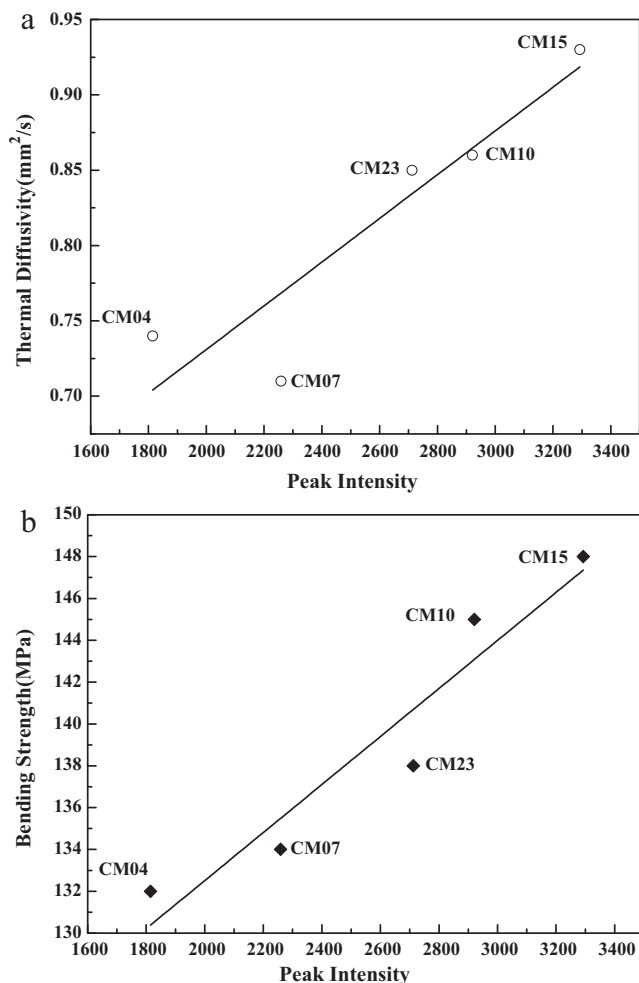 a
0.95
CM15
0.90
CM23
CM10
0.85
0.80
CM04
0.75
CM07
0.70
Thermal Diffusivity(mm²/s)
1600 1800 2000 2200 2400 2600 2800 3000 3200 3400
Peak Intensity
b
150
148
CM15
146
CM10
144
142
140
138
CM23
136
134
CM07
CM04
132
130
Bending Strength(MPa)
1600 1800 2000 2200 2400 2600 2800 3000 3200 3400
Peak Intensity